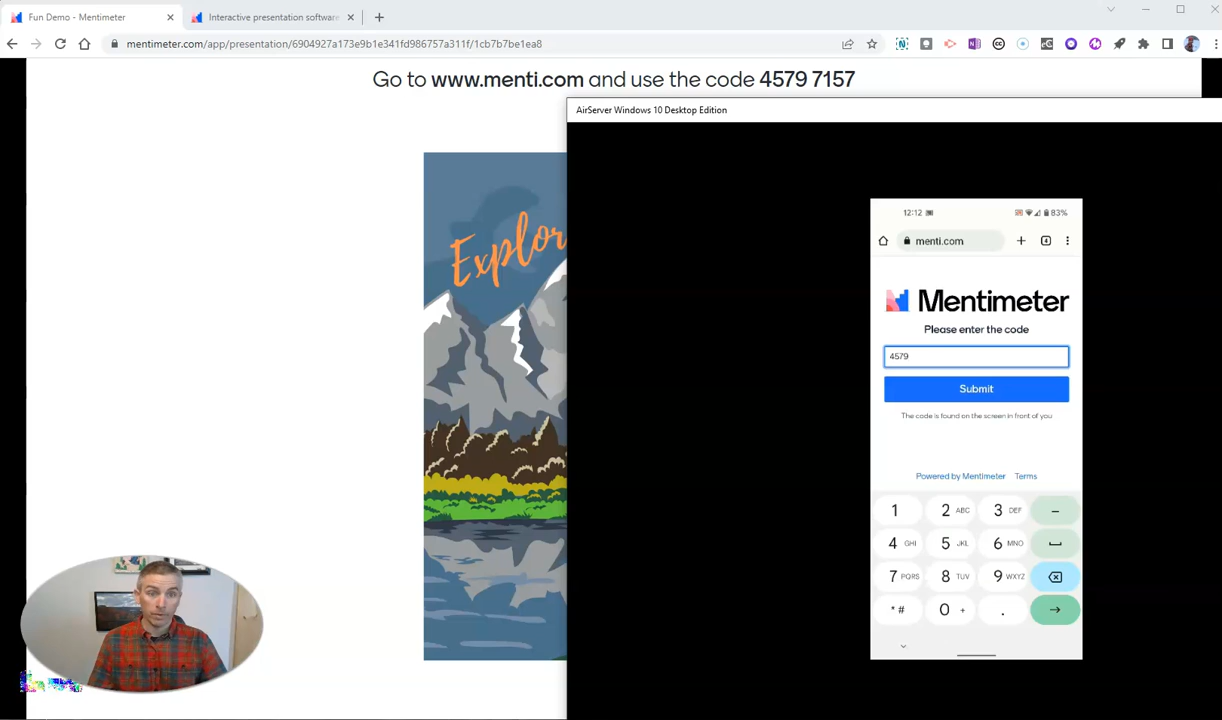 Fun Demo - Mentimeter
Interactive presentation software
mentimeter.com/app/presentation/6904927a173e9b1e341fd986757a311f/1cb7b7be1ea8
Go to www.menti.com and use the code 4579 7157
AirServer Windows 10 Desktop Edition
Explor
12:12
83%
menti.com
4
Mentimeter
Please enter the code
4579
Submit
The code is found on the screen in front of you
Powered by Mentimeter Terms
1 2 ABC 3 DEF –
4 GHI 5 JKL 6 MNO
7 PQRS 8 TUV 9 WXYZ
* # 0 + .